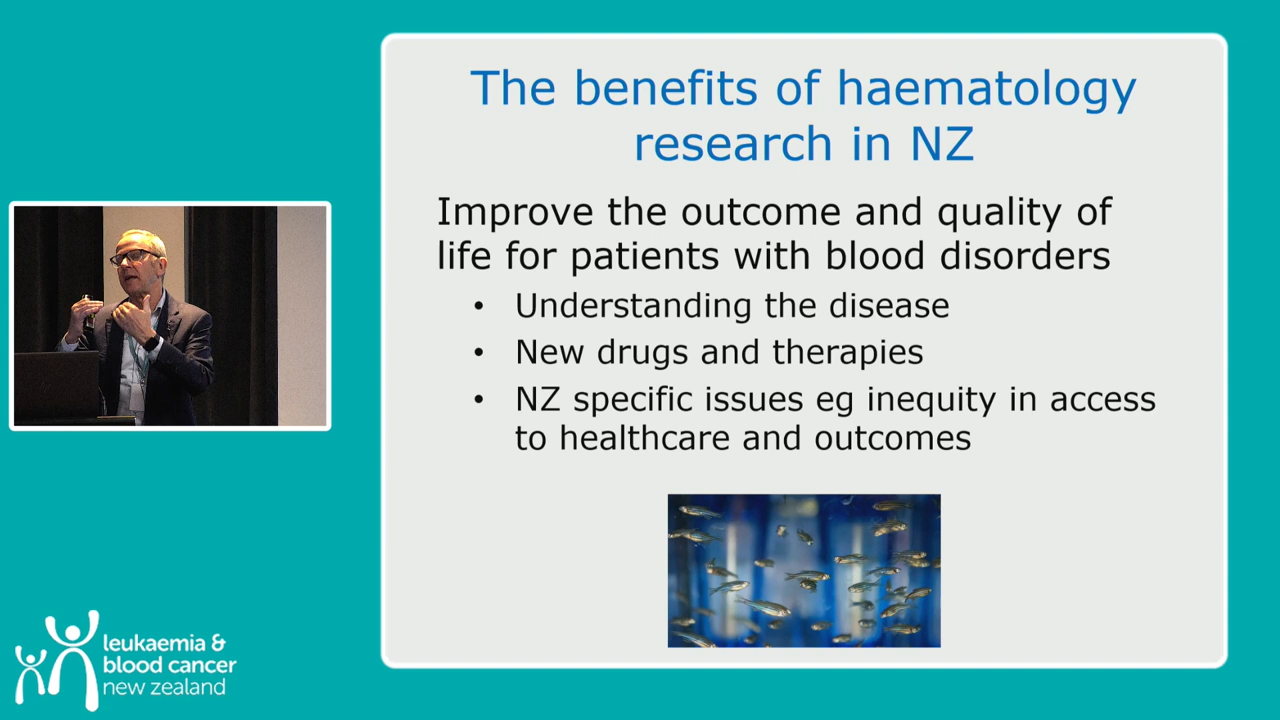 The benefits of haematology
research in NZ
Improve the outcome and quality of
life for patients with blood disorders
• Understanding the disease
• New drugs and therapies
• NZ specific issues eg inequity in access
to healthcare and outcomes
leukaemia &
blood cancer
new zealand